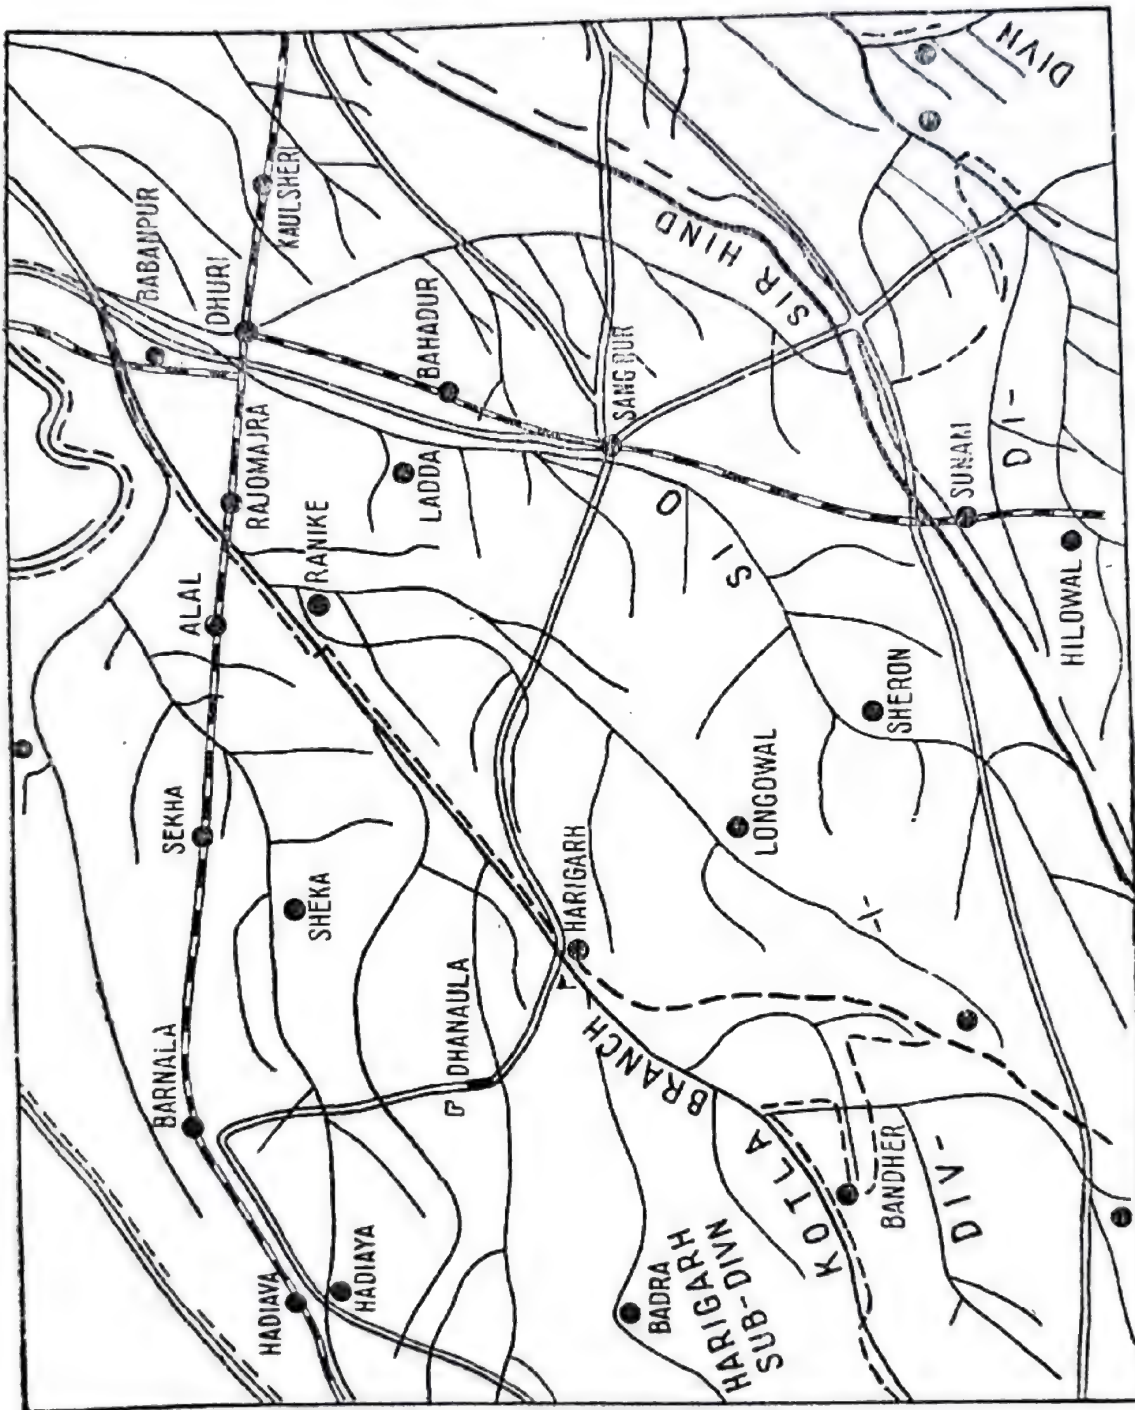 DIVN
KAULSHERI
BABANPUR
DHURI
BAHADUR
SIR HIND
RAJOMAJRA
LADDA
SUNAM
DI-
RANIKE
ALAL
SI
O
HILOWAL
SHERON
SEKHA
LONGOWAL
SHEKA
HARIGARH
DHANAULA
BARNALA
KOTLA BRANCH
BANDHER
DIV-
HADIAYA
HADIAYA
BADRA
HARIGARH
SUB-DIVN